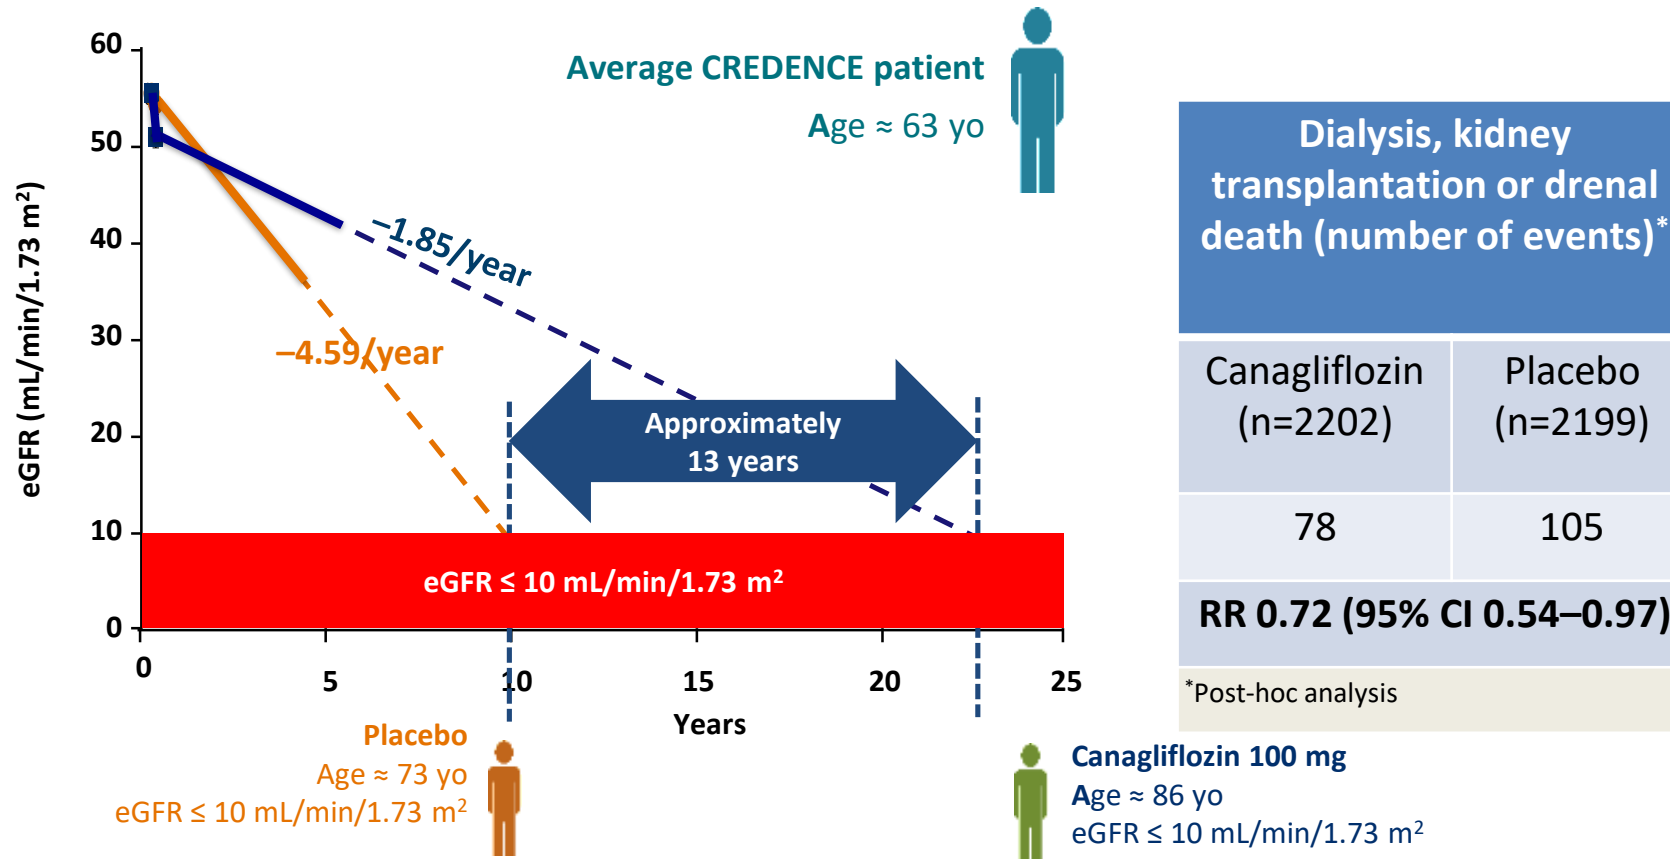 60
50
40
30
20
10
0
eGFR (mL/min/1.73 m²)
Average CREDENCE patient
Age ≈ 63 yo
–1.85/year
–4.59/year
Approximately
13 years
eGFR ≤ 10 mL/min/1.73 m²
0
5
10
15
20
25
Years
Placebo
Age ≈ 73 yo
eGFR ≤ 10 mL/min/1.73 m²
Canagliflozin 100 mg
Age ≈ 86 yo
eGFR ≤ 10 mL/min/1.73 m²
Dialysis, kidney
transplantation or drenal
death (number of events)*
Canagliflozin
(n=2202)
Placebo
(n=2199)
78
105
RR 0.72 (95% CI 0.54–0.97)
*Post-hoc analysis